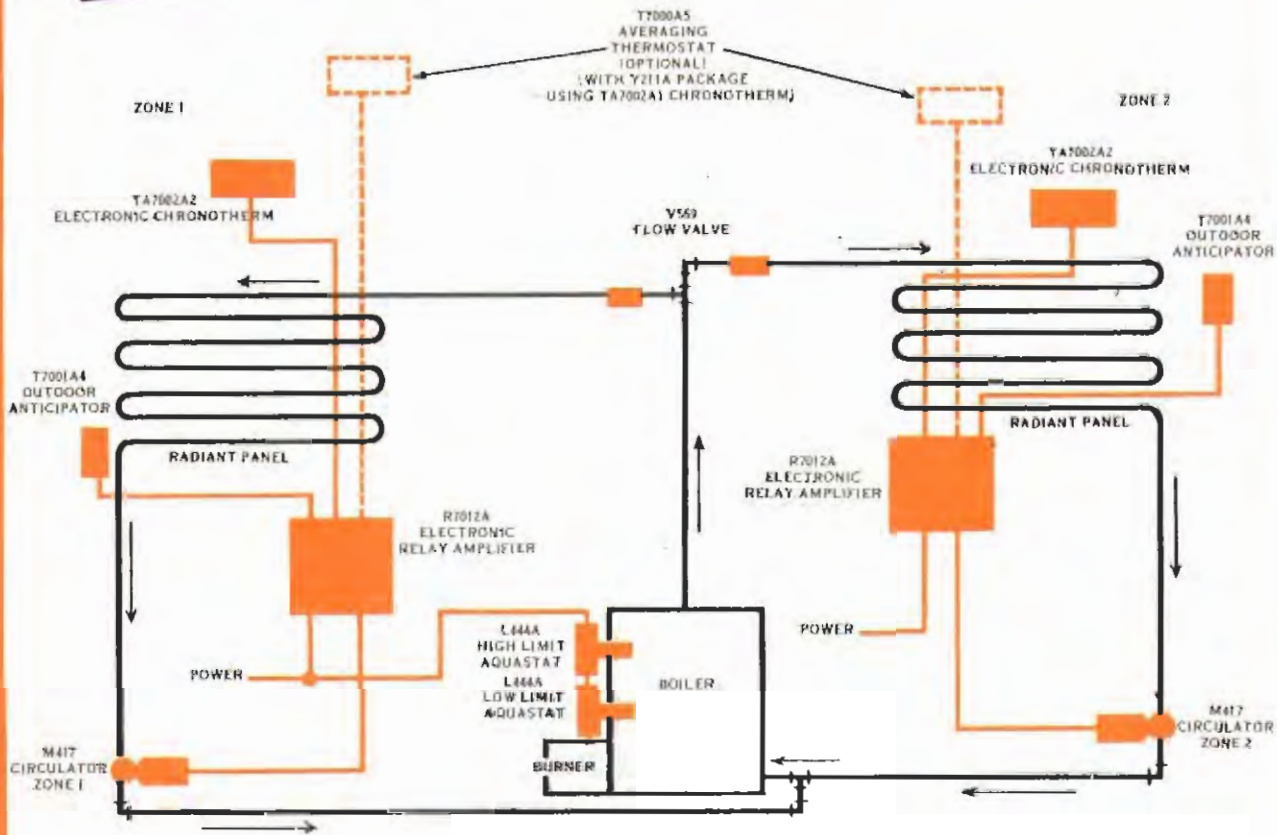 T7000A5
AVERAGING
THERMOSTAT
(OPTIONAL)
(WITH Y211A PACKAGE
USING TA7002A1 CHRONOTHERM)
ZONE 1
ZONE 2
TA7002A2
ELECTRONIC CHRONOTHERM
TA7002A2
ELECTRONIC CHRONOTHERM
V569
FLOW VALVE
T7001A4
OUTDOOR
ANTICIPATOR
T7001A4
OUTDOOR
ANTICIPATOR
RADIANT PANEL
RADIANT PANEL
R7012A
ELECTRONIC
RELAY AMPLIFIER
R7012A
ELECTRONIC
RELAY AMPLIFIER
POWER
POWER
L444A
HIGH LIMIT
AQUASTAT
L444A
LOW LIMIT
AQUASTAT
BOILER
BURNER
M417
CIRCULATOR
ZONE 1
M417
CIRCULATOR
ZONE 2